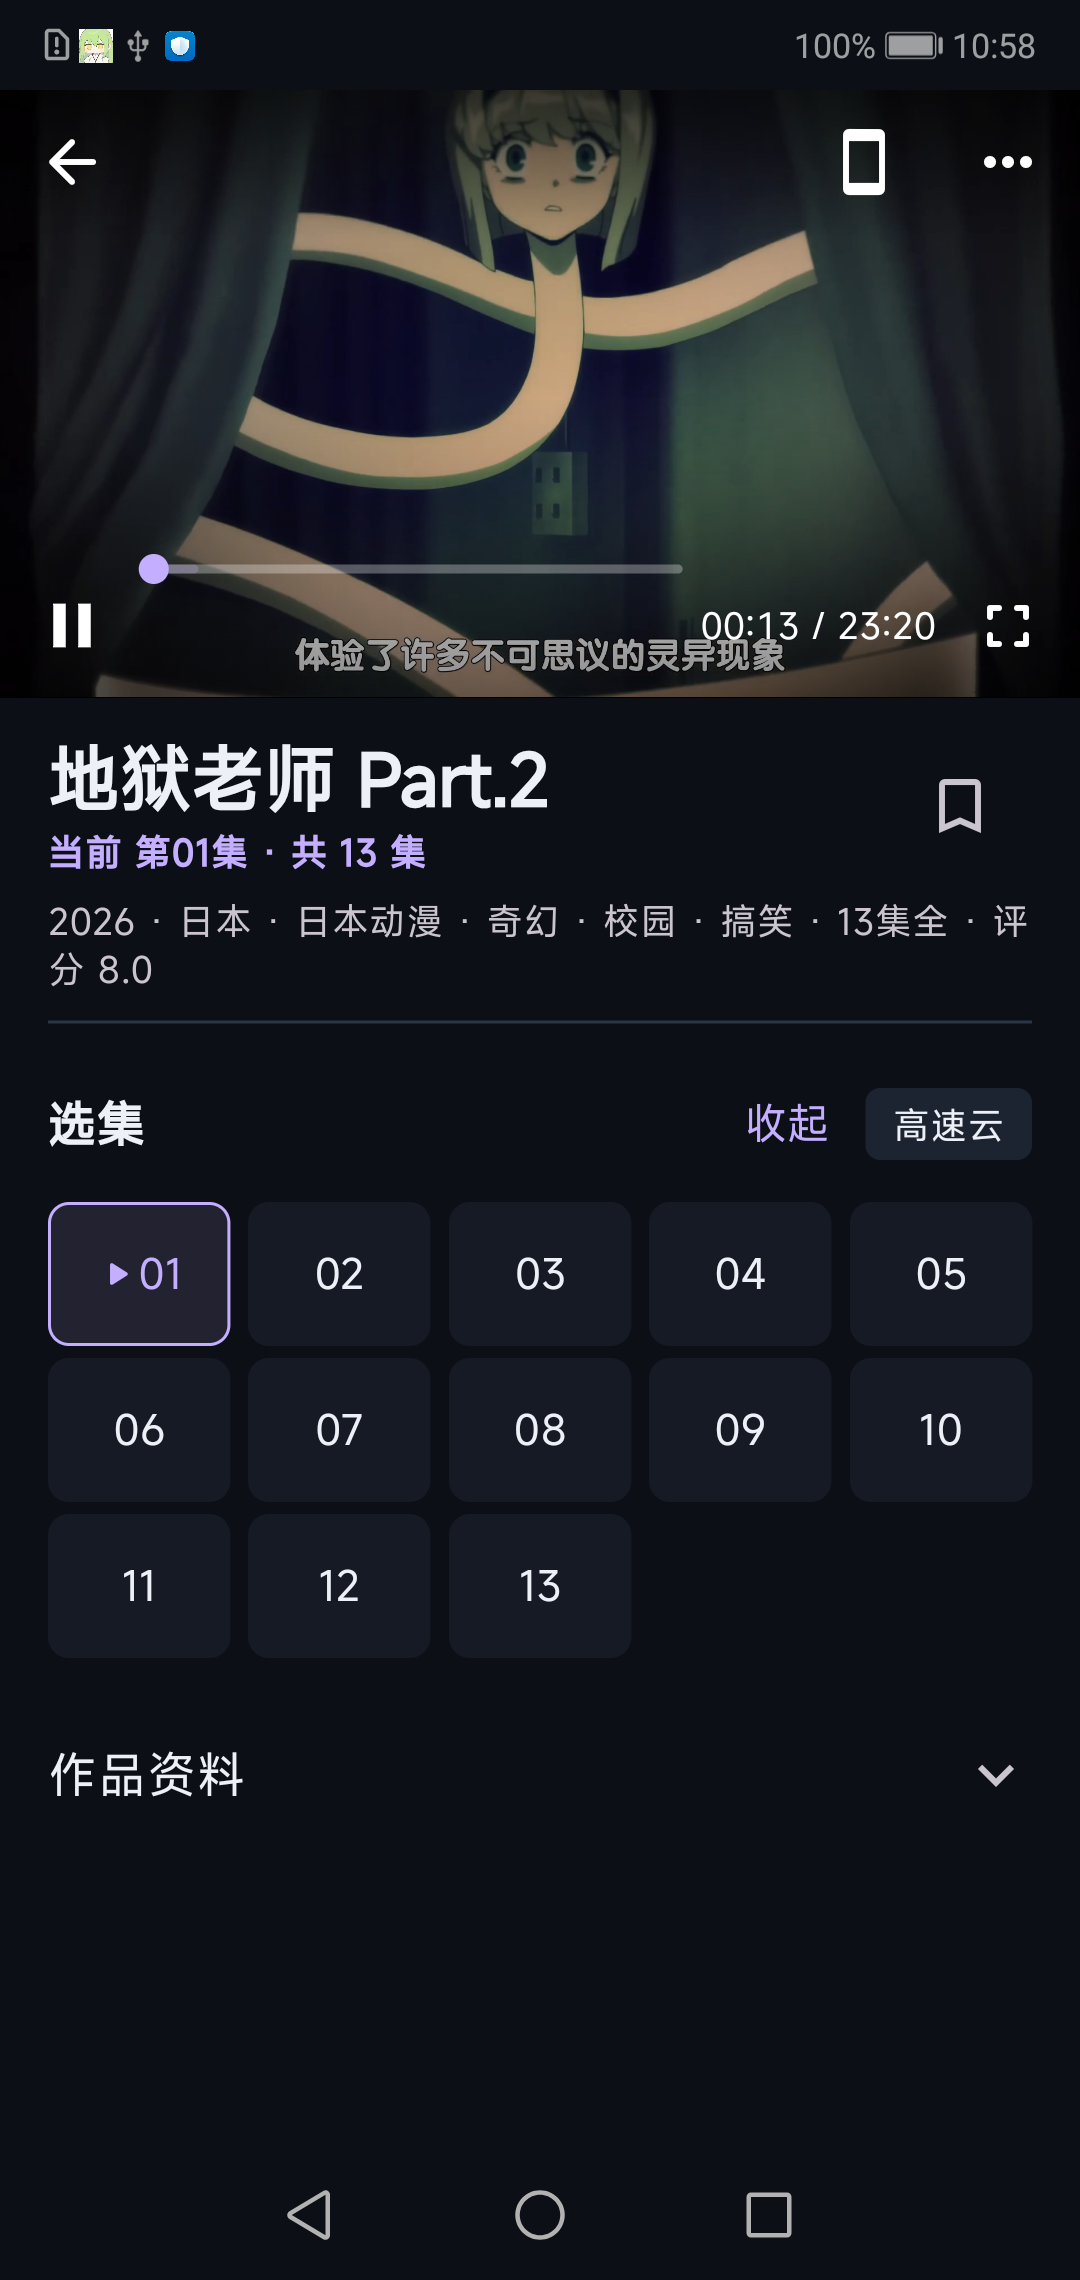 100% 10:58
00:13 / 23:20
体验了许多不可思议的灵异现象
地狱老师 Part.2
当前 第01集 · 共 13 集
2026 · 日本 · 日本动漫 · 奇幻 · 校园 · 搞笑 · 13集全 · 评
分 8.0
选集 收起 高速云
01 02 03 04 05
06 07 08 09 10
11 12 13
作品资料